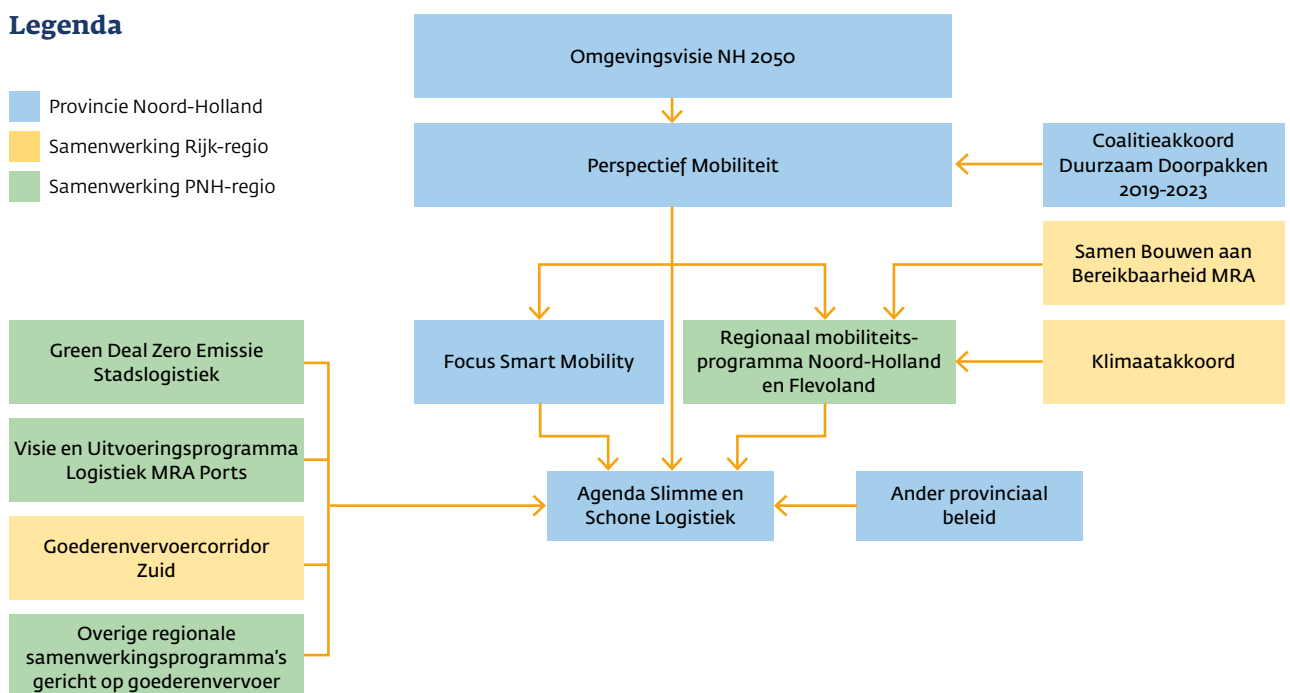 Legenda
Provincie Noord-Holland
Samenwerking Rijk-regio
Samenwerking PNH-regio
Omgevingsvisie NH 2050
Perspectief Mobiliteit
Coalitieakkoord
Duurzaam Doorpakken
2019-2023
Samen Bouwen aan
Bereikbaarheid MRA
Green Deal Zero Emissie
Stadslogistiek
Focus Smart Mobility
Regionaal mobiliteits-
programma Noord-Holland
en Flevoland
Klimaatakkoord
Visie en Uitvoeringsprogramma
Logistiek MRA Ports
Agenda Slimme en
Schone Logistiek
Ander provinciaal
beleid
Goederenvervoercorridor
Zuid
Overige regionale
samenwerkingsprogramma's
gericht op goederenvervoer